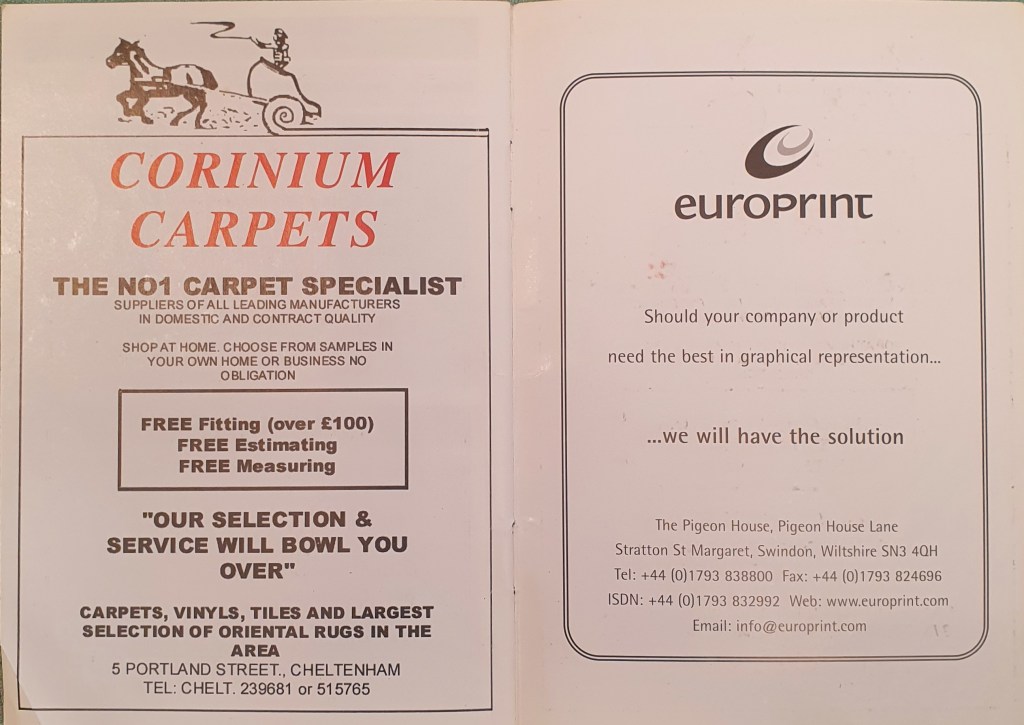 CORINIUM
CARPETS
THE NO1 CARPET SPECIALIST
SUPPLIERS OF ALL LEADING MANUFACTURERS
IN DOMESTIC AND CONTRACT QUALITY
SHOP AT HOME. CHOOSE FROM SAMPLES IN
YOUR OWN HOME OR BUSINESS NO
OBLIGATION
FREE Fitting (over £100)
FREE Estimating
FREE Measuring
"OUR SELECTION &
SERVICE WILL BOWL YOU
OVER"
CARPETS, VINYLS, TILES AND LARGEST
SELECTION OF ORIENTAL RUGS IN THE
AREA
5 PORTLAND STREET., CHELTENHAM
TEL: CHELT. 239681 or 515765
europrint
Should your company or product
need the best in graphical representation...
...we will have the solution
The Pigeon House, Pigeon House Lane
Stratton St Margaret, Swindon, Wiltshire SN3 4QH
Tel: +44 (0)1793 838800 Fax: +44 (0)1793 824696
ISDN: +44 (0)1793 832992 Web: www.europrint.com
Email: info@europrint.com